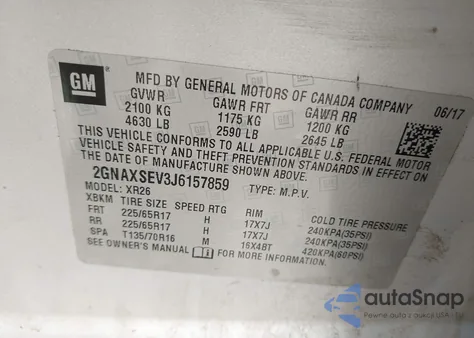 GM
MFD BY GENERAL MOTORS OF CANADA COMPANY
06/17
GVWR GAWR FRT GAWR RR
2100 KG 1175 KG 1200 KG
4630 LB 2590 LB 2645 LB
THIS VEHICLE CONFORMS TO ALL APPLICABLE U.S. FEDERAL MOTOR
VEHICLE SAFETY AND THEFT PREVENTION STANDARDS IN EFFECT ON
THE DATE OF MANUFACTURE SHOWN ABOVE.
2GNAXSEV3J6157859 TYPE: M.P.V.
MODEL: XR26
XBKM TIRE SIZE SPEED RTG RIM COLD TIRE PRESSURE
FRT 225/65R17 H 17X7J 240KPA(35PSI)
RR 225/65R17 H 17X7J 240KPA(35PSI)
SPA T135/70R16 M 16X4BT 420KPA(60PSI)
SEE OWNER'S MANUAL FOR MORE INFORMATION.
autoSnap
Pewne auta z aukcji USA